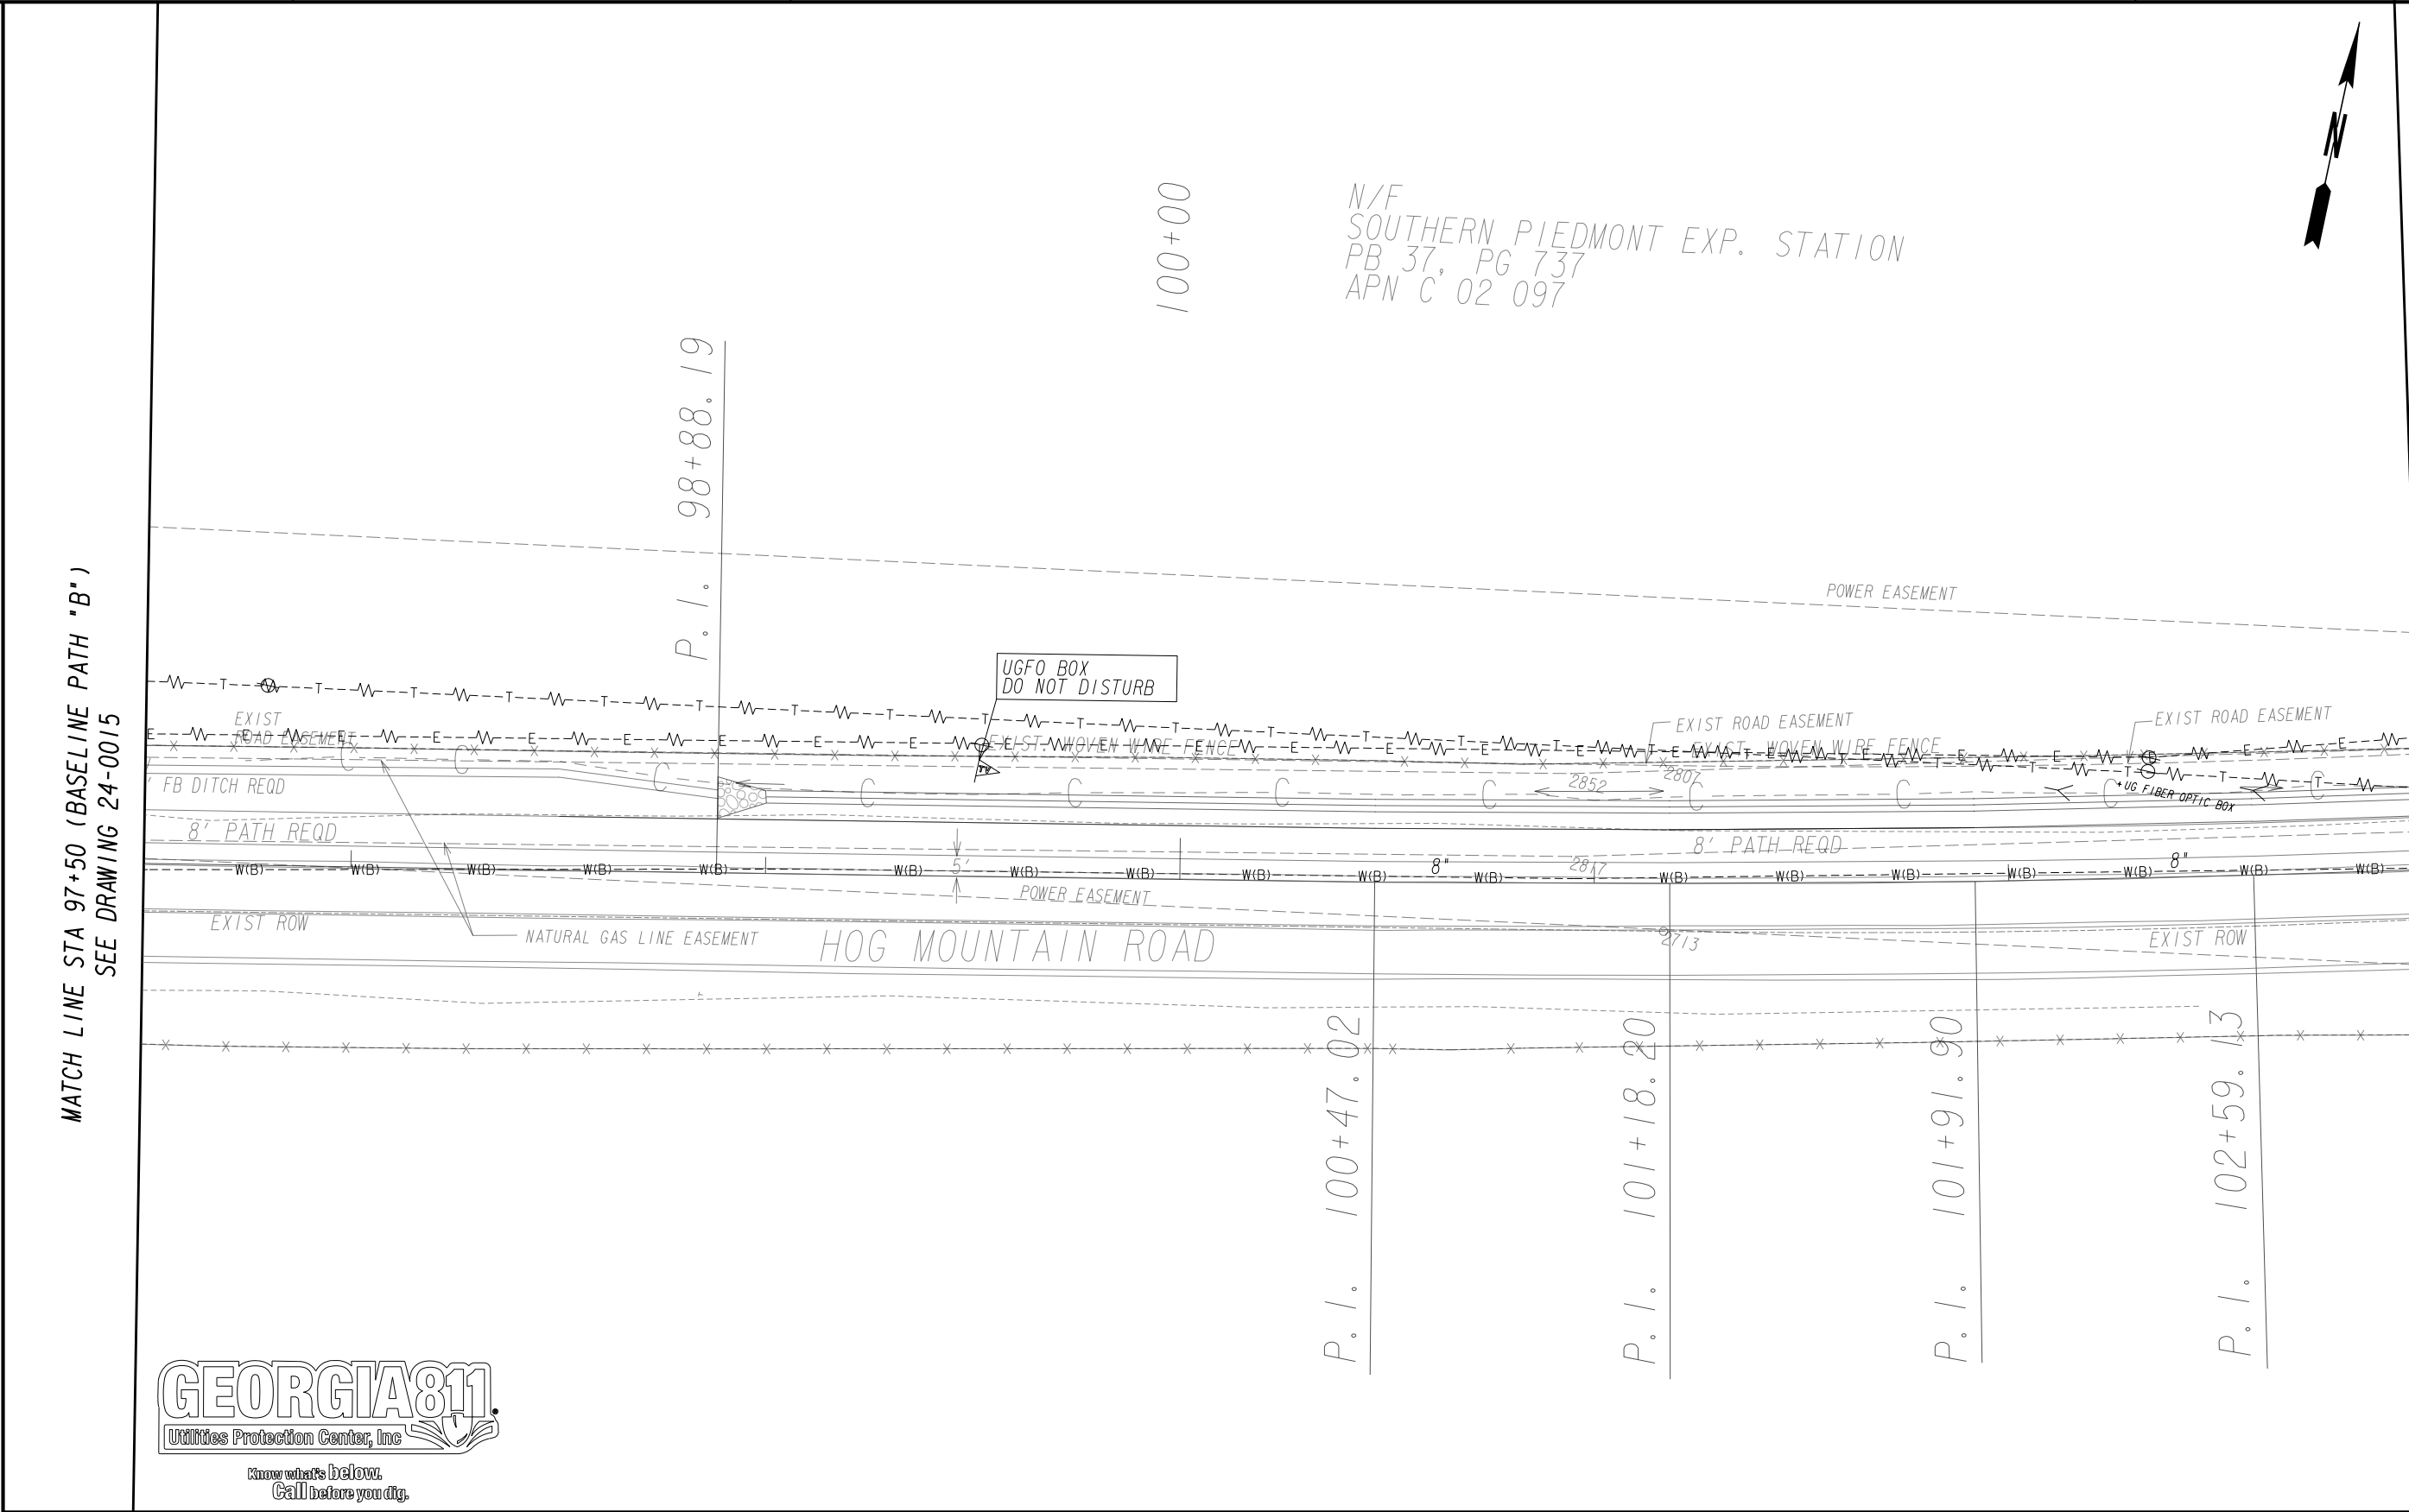 100+00
N/F
SOUTHERN PIEDMONT EXP. STATION
PB 37, PG 737
APN C 02 097
P.I. 98+88.19
POWER EASEMENT
MATCH LINE STA 97+50 (BASELINE PATH "B")
SEE DRAWING 24-0015
UGFO BOX
DO NOT DISTURB
T T T T T T T T T T T T T T T T T T T T T T T
EXIST
ROAD EASEMENT
E E E E E E E E E E E E E E E E E E E E E E E E
EXIST. WOVEN WIRE FENCE
EXIST ROAD EASEMENT
EXIST. WOVEN WIRE FENCE
EXIST ROAD EASEMENT
TV
C C C C C C C C C C C
2852
2807
+UG FIBER OPTIC BOX
' FB DITCH REQD
8' PATH REQD
8' PATH REQD
5'
W(B) W(B) W(B) W(B) W(B) W(B) W(B) W(B) W(B) W(B) 8" W(B) 2817 W(B) W(B) W(B) W(B) W(B) 8" W(B) W(B)
POWER EASEMENT
EXIST ROW
NATURAL GAS LINE EASEMENT
HOG MOUNTAIN ROAD
2713
EXIST ROW
P.I. 100+47.02
P.I. 101+18.20
P.I. 101+91.90
P.I. 102+59.13
N
GEORGIA811.
Utilities Protection Center, Inc
Know what's below.
Call before you dig.